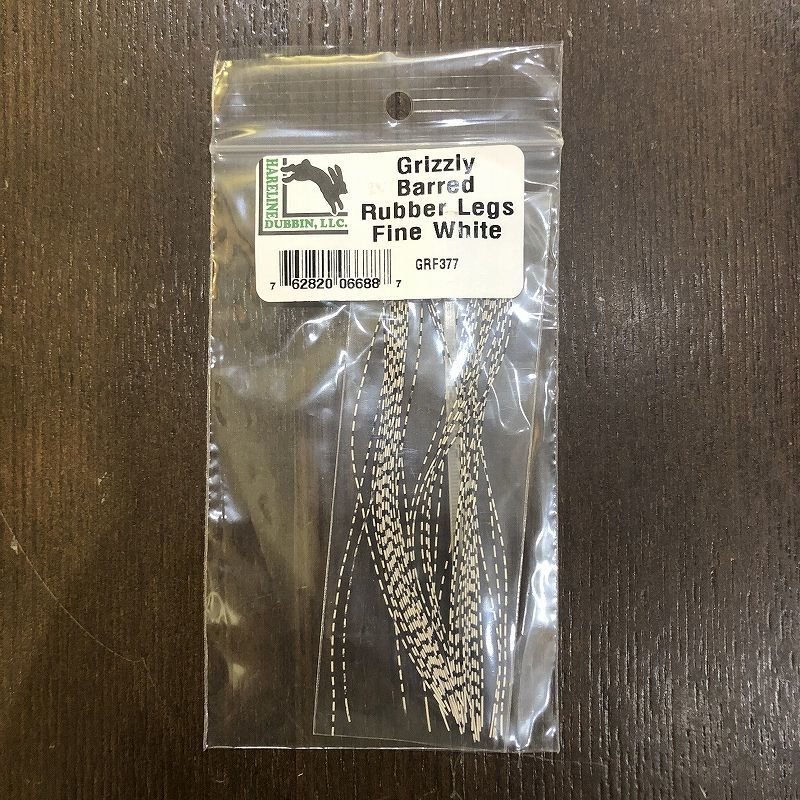 HARELINE
DUBBIN, LLC.
Grizzly
Barred
Rubber Legs
Fine White
GRF377
7 62820 06688 7